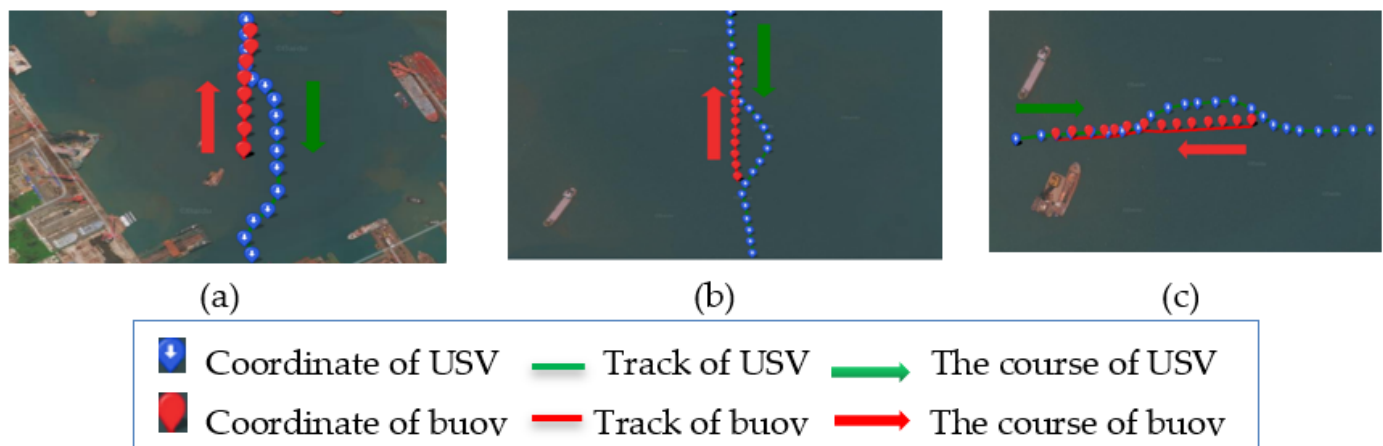 (a) (b) (c)
Coordinate of USV Track of USV The course of USV
Coordinate of buoy Track of buoy The course of buoy